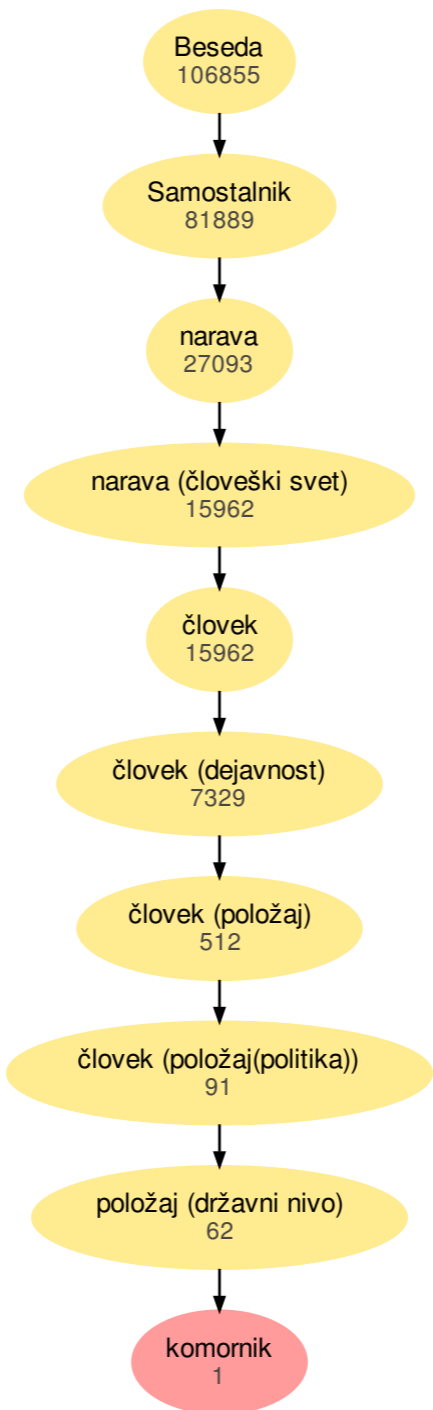 Beseda
106855
Samostalnik
81889
narava
27093
narava (človeški svet)
15962
človek
15962
človek (dejavnost)
7329
človek (položaj)
512
človek (položaj(politika))
91
položaj (državni nivo)
62
komornik
1